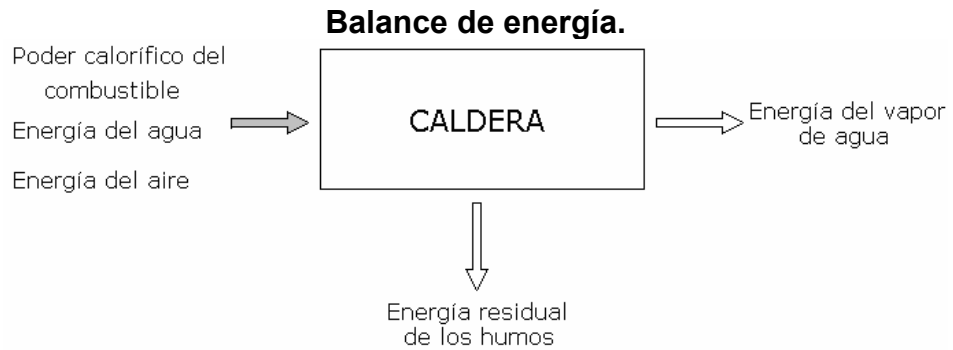 Balance de energía.
Poder calorífico del
combustible
Energía del agua
Energía del aire
CALDERA
Energía del vapor
de agua
Energía residual
de los humos